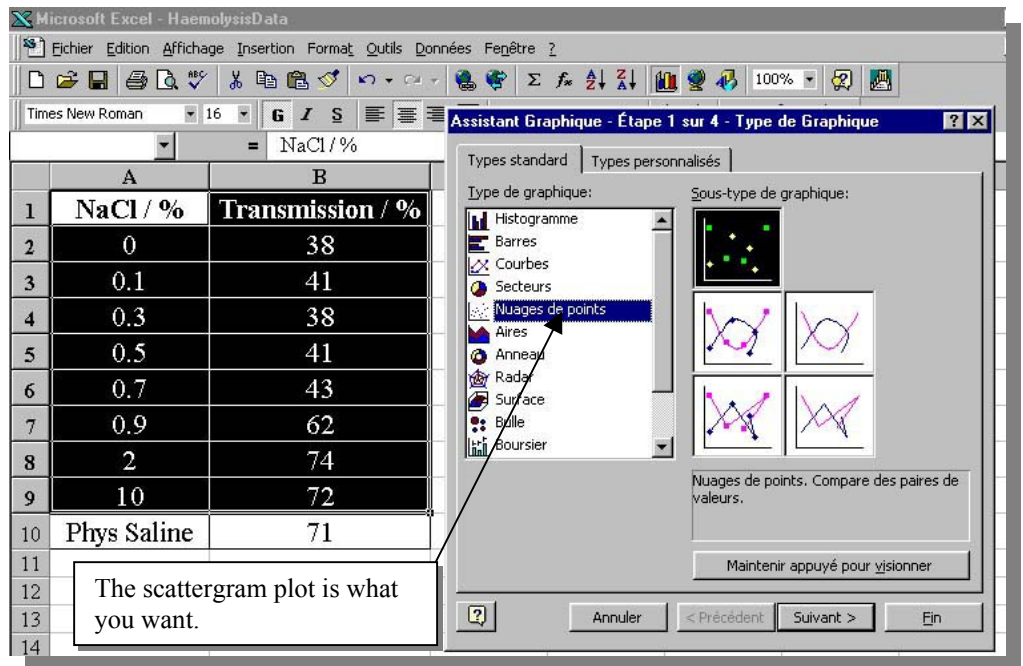 Microsoft Excel - HaemolysisData
Fichier Edition Affichage Insertion Format Outils Données Fenêtre ?
100%
Times New Roman 16 G I S
= NaCl / %
A B
1 NaCl / % Transmission / %
2 0 38
3 0.1 41
4 0.3 38
5 0.5 41
6 0.7 43
7 0.9 62
8 2 74
9 10 72
10 Phys Saline 71
11
12
13
14
The scattergram plot is what
you want.
Assistant Graphique - Étape 1 sur 4 - Type de Graphique
Types standard Types personnalisés
Type de graphique:
Histogramme
Barres
Courbes
Secteurs
Nuages de points
Aires
Anneau
Radar
Surface
Bulle
Boursier
Sous-type de graphique:
Nuages de points. Compare des paires de
valeurs.
Maintenir appuyé pour visionner
Annuler < Précédent Suivant > Fin